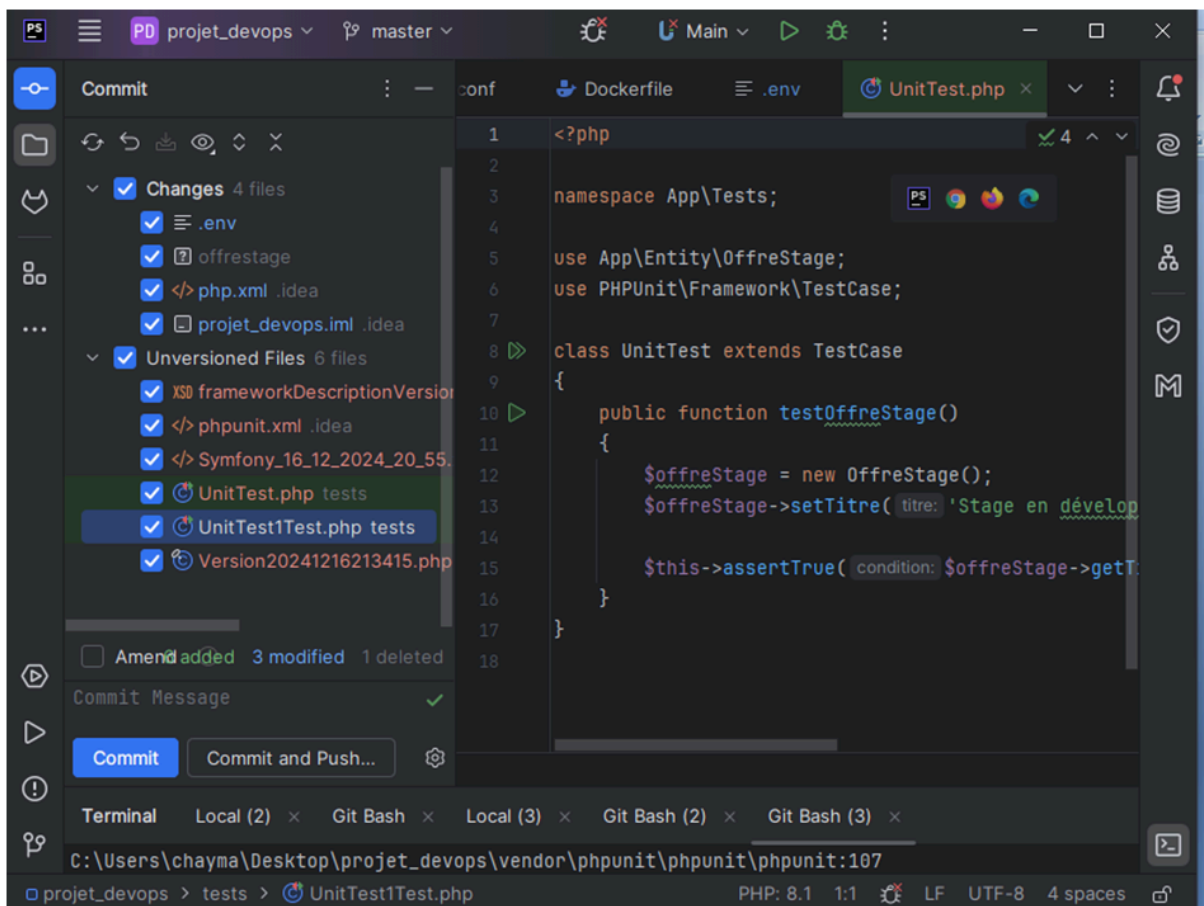 PS
PD projet_devops master Main
Commit
conf Dockerfile .env UnitTest.php
Changes 4 files
.env
offrestage
php.xml .idea
projet_devops.iml .idea
Unversioned Files 6 files
XSD frameworkDescriptionVersion
phpunit.xml .idea
Symfony_16_12_2024_20_55.
UnitTest.php tests
UnitTest1Test.php tests
Version20241216213415.php
Amend added 3 modified 1 deleted
Commit Message
Commit Commit and Push...
4
PS
1 <?php
2
3 namespace App\Tests;
4
5 use App\Entity\OffreStage;
6 use PHPUnit\Framework\TestCase;
7
8 class UnitTest extends TestCase
9 {
10 public function testOffreStage()
11 {
12 $offreStage = new OffreStage();
13 $offreStage->setTitre( titre: 'Stage en dévelop
14
15 $this->assertTrue( condition: $offreStage->getT
16 }
17 }
18
Terminal Local (2) Git Bash Local (3) Git Bash (2) Git Bash (3)
C:\Users\chayma\Desktop\projet_devops\vendor\phpunit\phpunit\phpunit:107
projet_devops > tests > UnitTest1Test.php PHP: 8.1 1:1 LF UTF-8 4 spaces